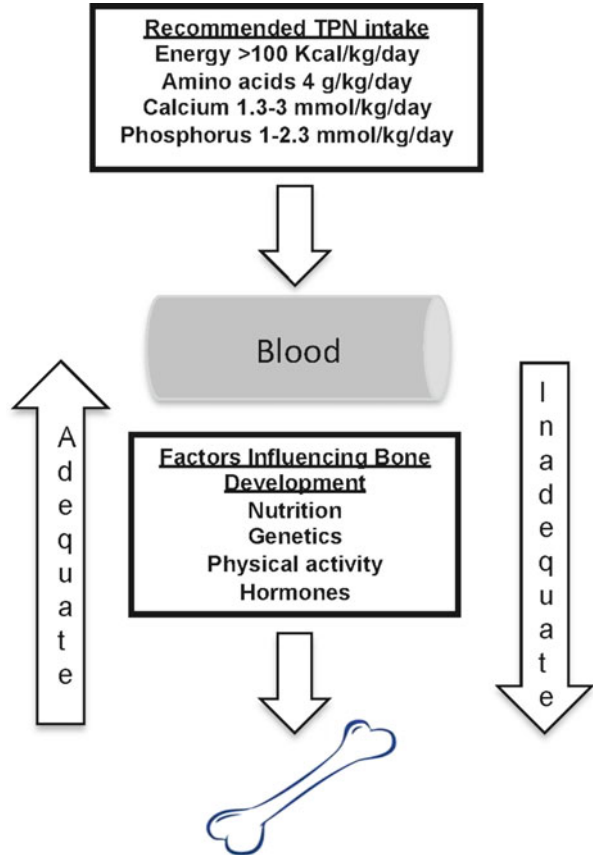 Recommended TPN intake
Energy >100 Kcal/kg/day
Amino acids 4 g/kg/day
Calcium 1.3-3 mmol/kg/day
Phosphorus 1-2.3 mmol/kg/day
Blood
Adequate
Factors Influencing Bone
Development
Nutrition
Genetics
Physical activity
Hormones
Inadequate